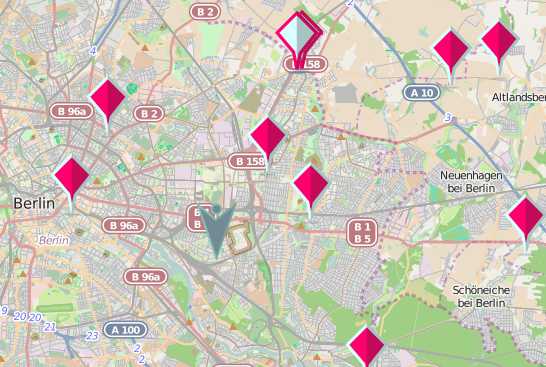 B 2
2
4
B 158
A 10
B 96a
B 2
Altlandsber
3
B 158
Neuenhagen
bei Berlin
Berlin
B
B
B 96a
B 1
B 5
Berlin
B 96a
Schöneiche
bei Berlin
9
20
20
21
23
A 100
2
2